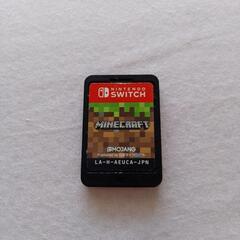 NINTENDO
SWITCH
MINECRAFT
MOJANG
LA-H-AEUCA-JPN